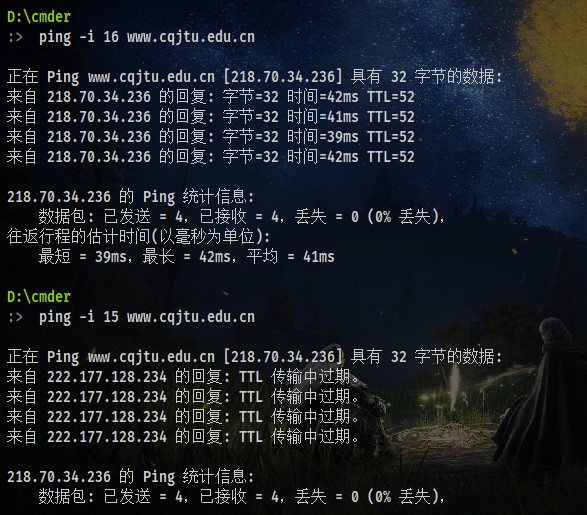 D:\cmder
:>  ping -i 16 www.cqjtu.edu.cn
正在 Ping www.cqjtu.edu.cn [218.70.34.236] 具有 32 字节的数据:
来自 218.70.34.236 的回复: 字节=32 时间=42ms TTL=52
来自 218.70.34.236 的回复: 字节=32 时间=41ms TTL=52
来自 218.70.34.236 的回复: 字节=32 时间=39ms TTL=52
来自 218.70.34.236 的回复: 字节=32 时间=42ms TTL=52
218.70.34.236 的 Ping 统计信息:
数据包: 已发送 = 4，已接收 = 4，丢失 = 0 (0% 丢失)，
往返行程的估计时间(以毫秒为单位):
最短 = 39ms，最长 = 42ms，平均 = 41ms
D:\cmder
:>  ping -i 15 www.cqjtu.edu.cn
正在 Ping www.cqjtu.edu.cn [218.70.34.236] 具有 32 字节的数据:
来自 222.177.128.234 的回复: TTL 传输中过期。
来自 222.177.128.234 的回复: TTL 传输中过期。
来自 222.177.128.234 的回复: TTL 传输中过期。
来自 222.177.128.234 的回复: TTL 传输中过期。
218.70.34.236 的 Ping 统计信息:
数据包: 已发送 = 4，已接收 = 4，丢失 = 0 (0% 丢失)，